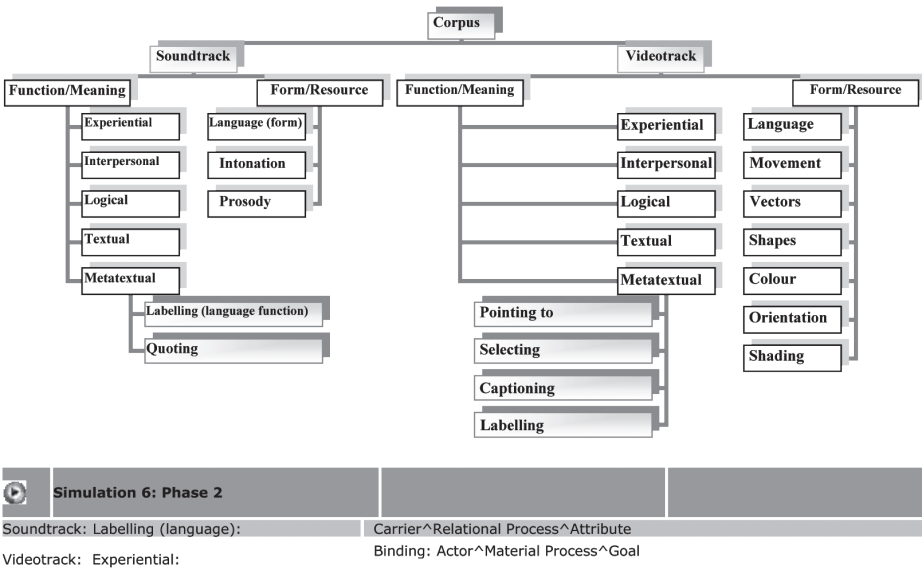 Corpus
Soundtrack
Videotrack
Function/Meaning
Form/Resource
Function/Meaning
Form/Resource
Experiential
Language (form)
Experiential
Language
Interpersonal
Intonation
Interpersonal
Movement
Logical
Prosody
Logical
Vectors
Textual
Textual
Shapes
Metatextual
Metatextual
Colour
Labelling (language function)
Pointing to
Orientation
Quoting
Selecting
Shading
Captioning
Labelling
Simulation 6: Phase 2
Soundtrack: Labelling (language):
Carrier^Relational Process^Attribute
Videotrack: Experiential:
Binding: Actor^Material Process^Goal